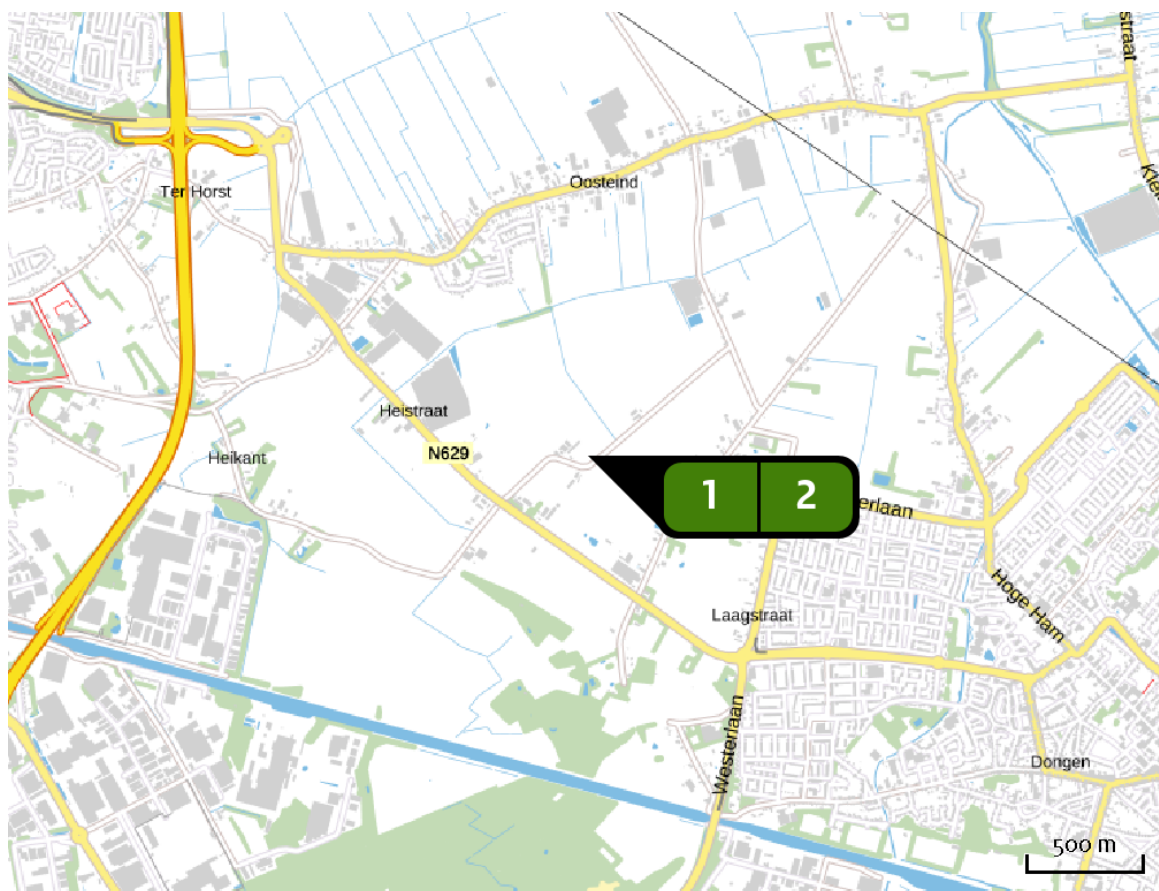 straat
Kle
Ter Horst
Oosteind
Heistraat
N629
Heikant
1 2
erlaan
Hoge Ham
Laagstraat
Westerlaan
Dongen
500 m